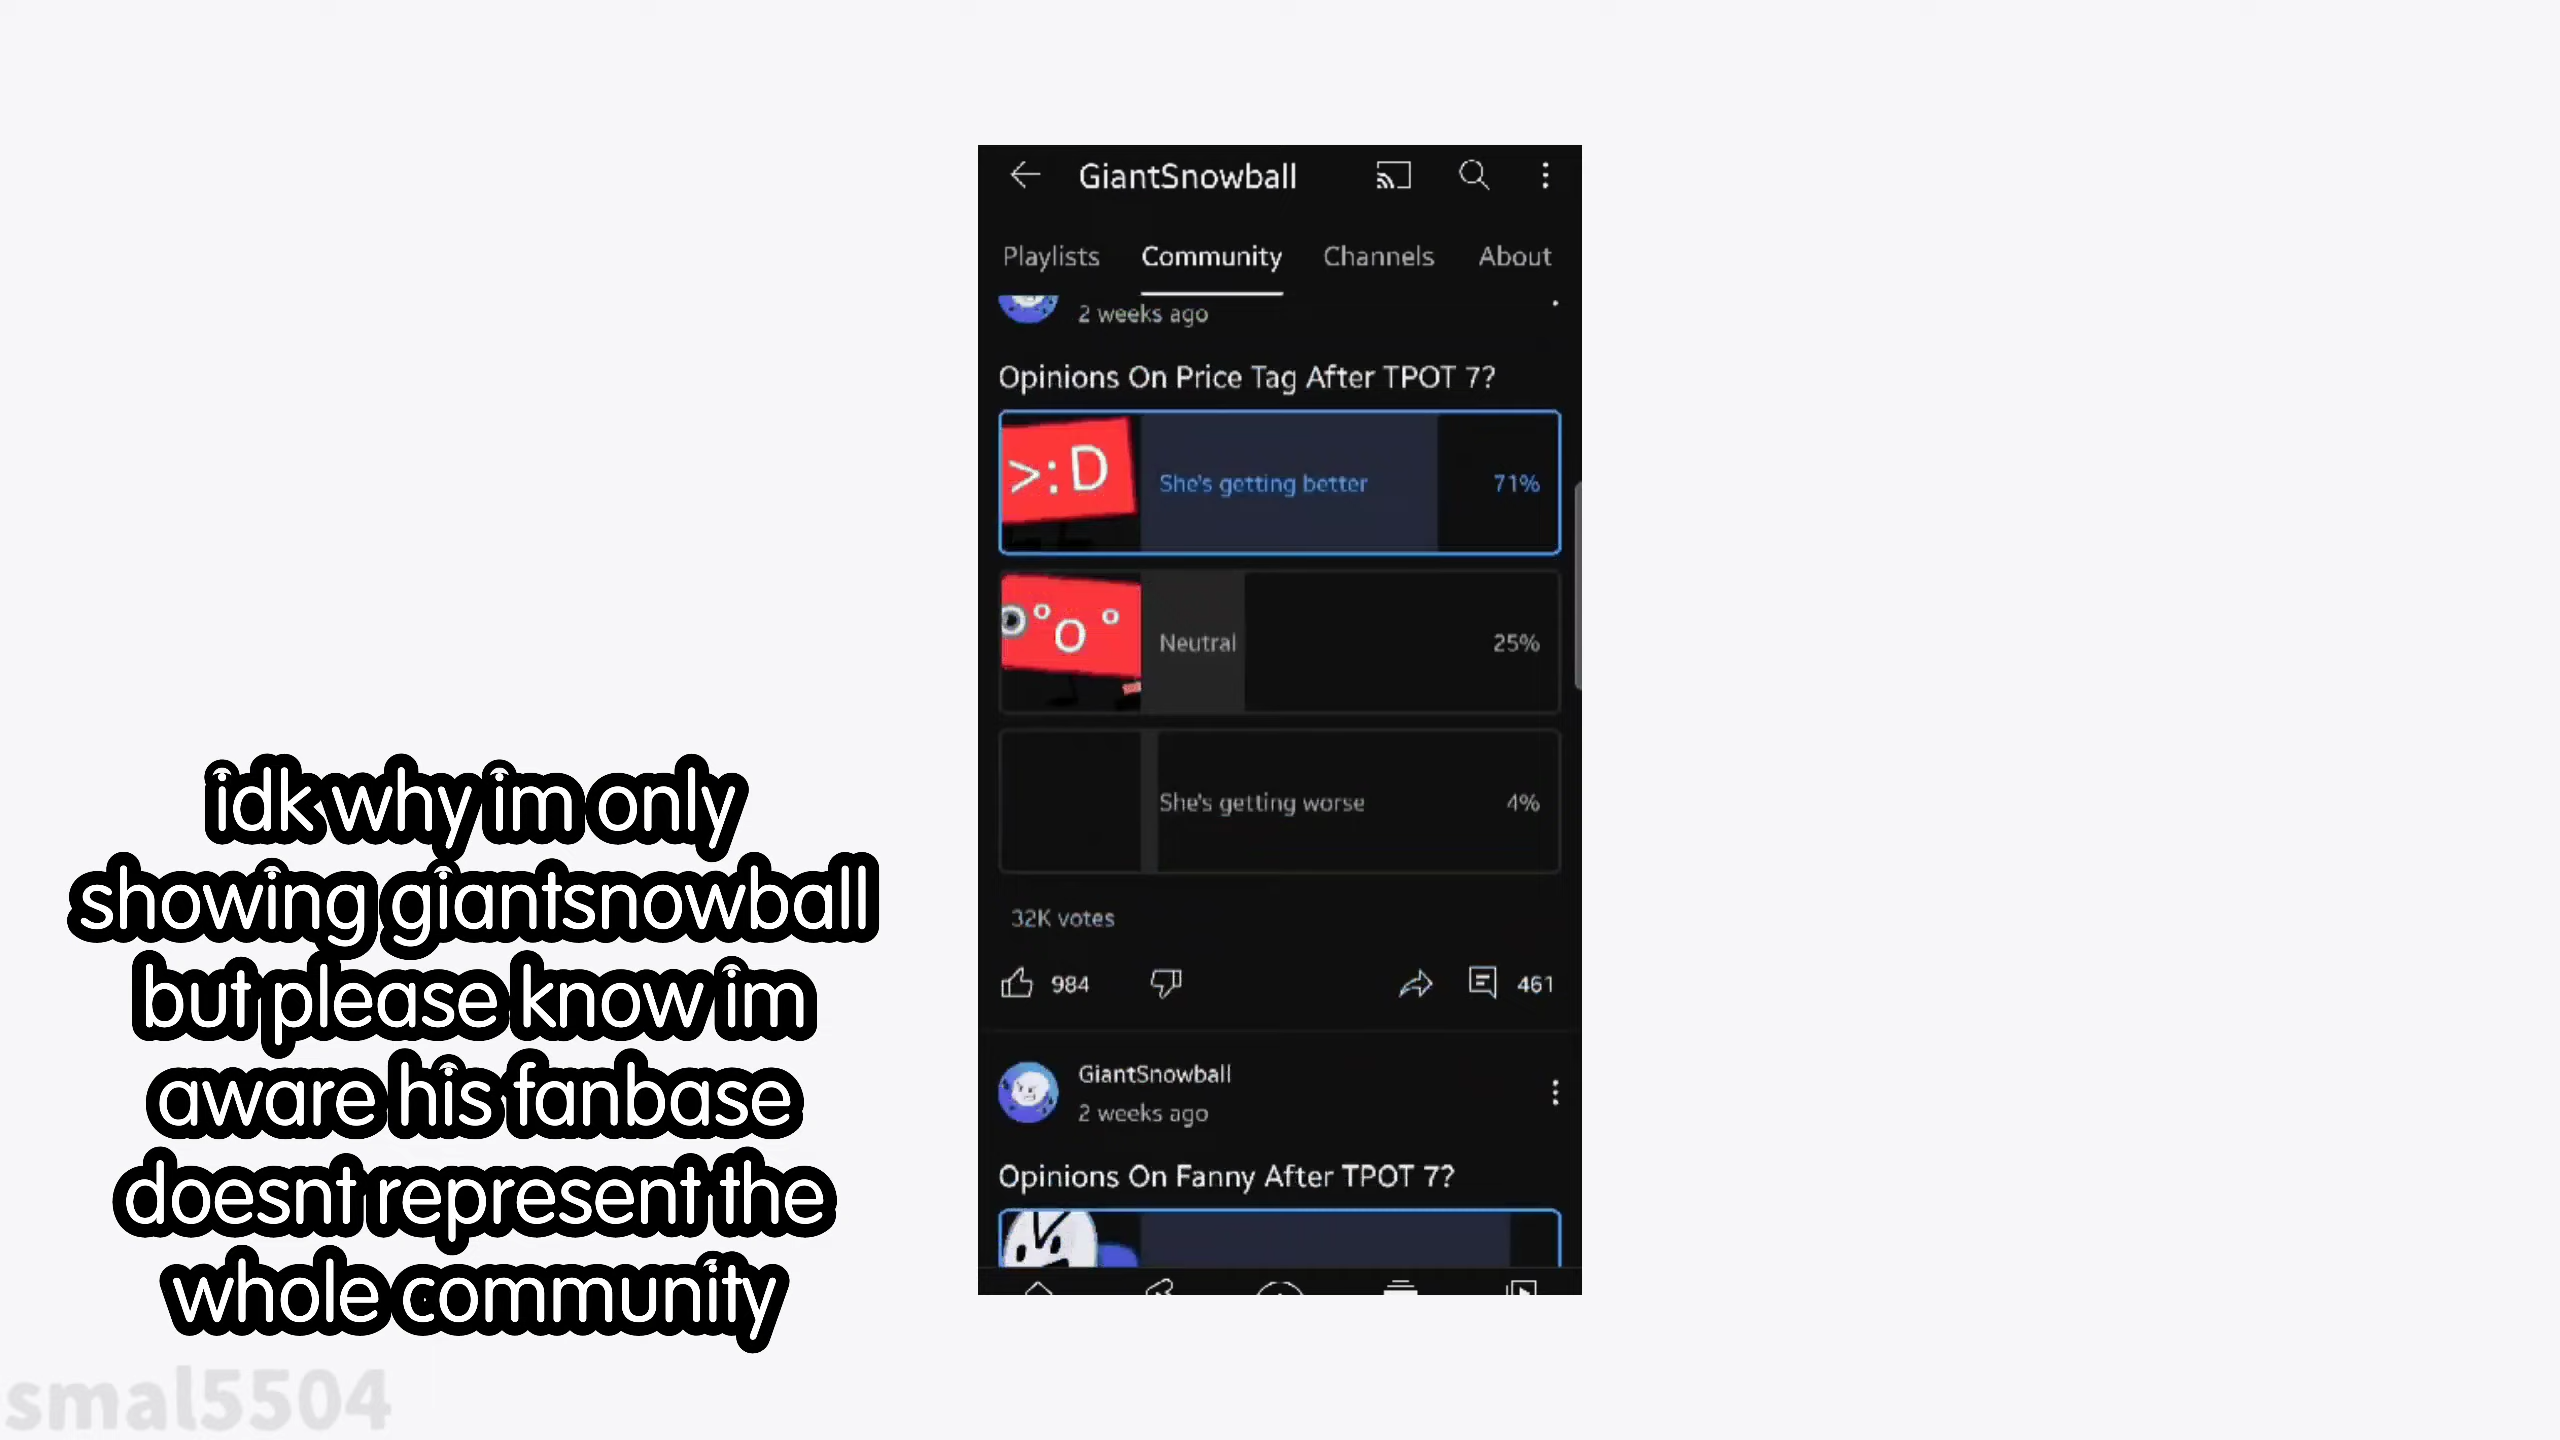 GiantSnowball
Playlists Community Channels About
2 weeks ago
Opinions On Price Tag After TPOT 7?
>:D
She's getting better 71%
°o°
Neutral 25%
She's getting worse 4%
32K votes
984 461
GiantSnowball
2 weeks ago
Opinions On Fanny After TPOT 7?
idk why im only
showing giantsnowball
but please know im
aware his fanbase
doesnt represent the
whole community
smal5504